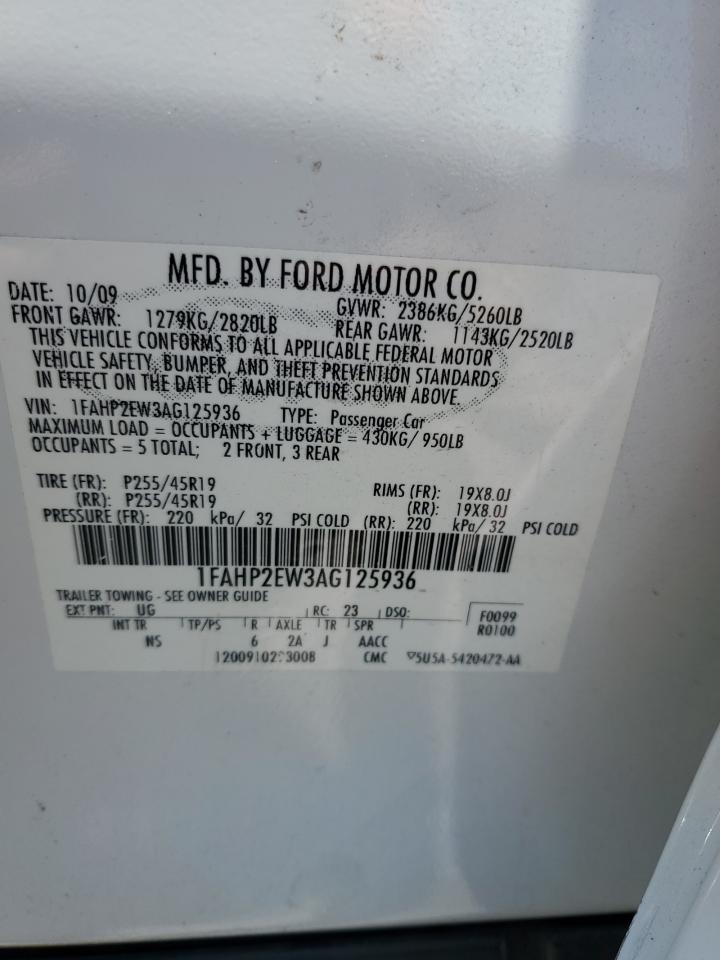 MFD. BY FORD MOTOR CO.
DATE: 10/09 GVWR: 2386KG/5260LB
FRONT GAWR: 1279KG/2820LB REAR GAWR: 1143KG/2520LB
THIS VEHICLE CONFORMS TO ALL APPLICABLE FEDERAL MOTOR
VEHICLE SAFETY, BUMPER, AND THEFT PREVENTION STANDARDS
IN EFFECT ON THE DATE OF MANUFACTURE SHOWN ABOVE.
VIN: 1FAHP2EW3AG125936 TYPE: Passenger Car
MAXIMUM LOAD = OCCUPANTS + LUGGAGE = 430KG/ 950LB
OCCUPANTS = 5 TOTAL; 2 FRONT, 3 REAR
TIRE (FR): P255/45R19 RIMS (FR): 19X8.0J
(RR): P255/45R19 (RR): 19X8.0J
PRESSURE (FR): 220 kPa/ 32 PSI COLD (RR): 220 kPa/ 32 PSI COLD
1FAHP2EW3AG125936
TRAILER TOWING - SEE OWNER GUIDE
EXT PNT: UG RC: 23 DSO: F0099
INT TR TP/PS R AXLE TR SPR R0100
NS 6 2A J AACC
CMC 5U5A-5420472-AA